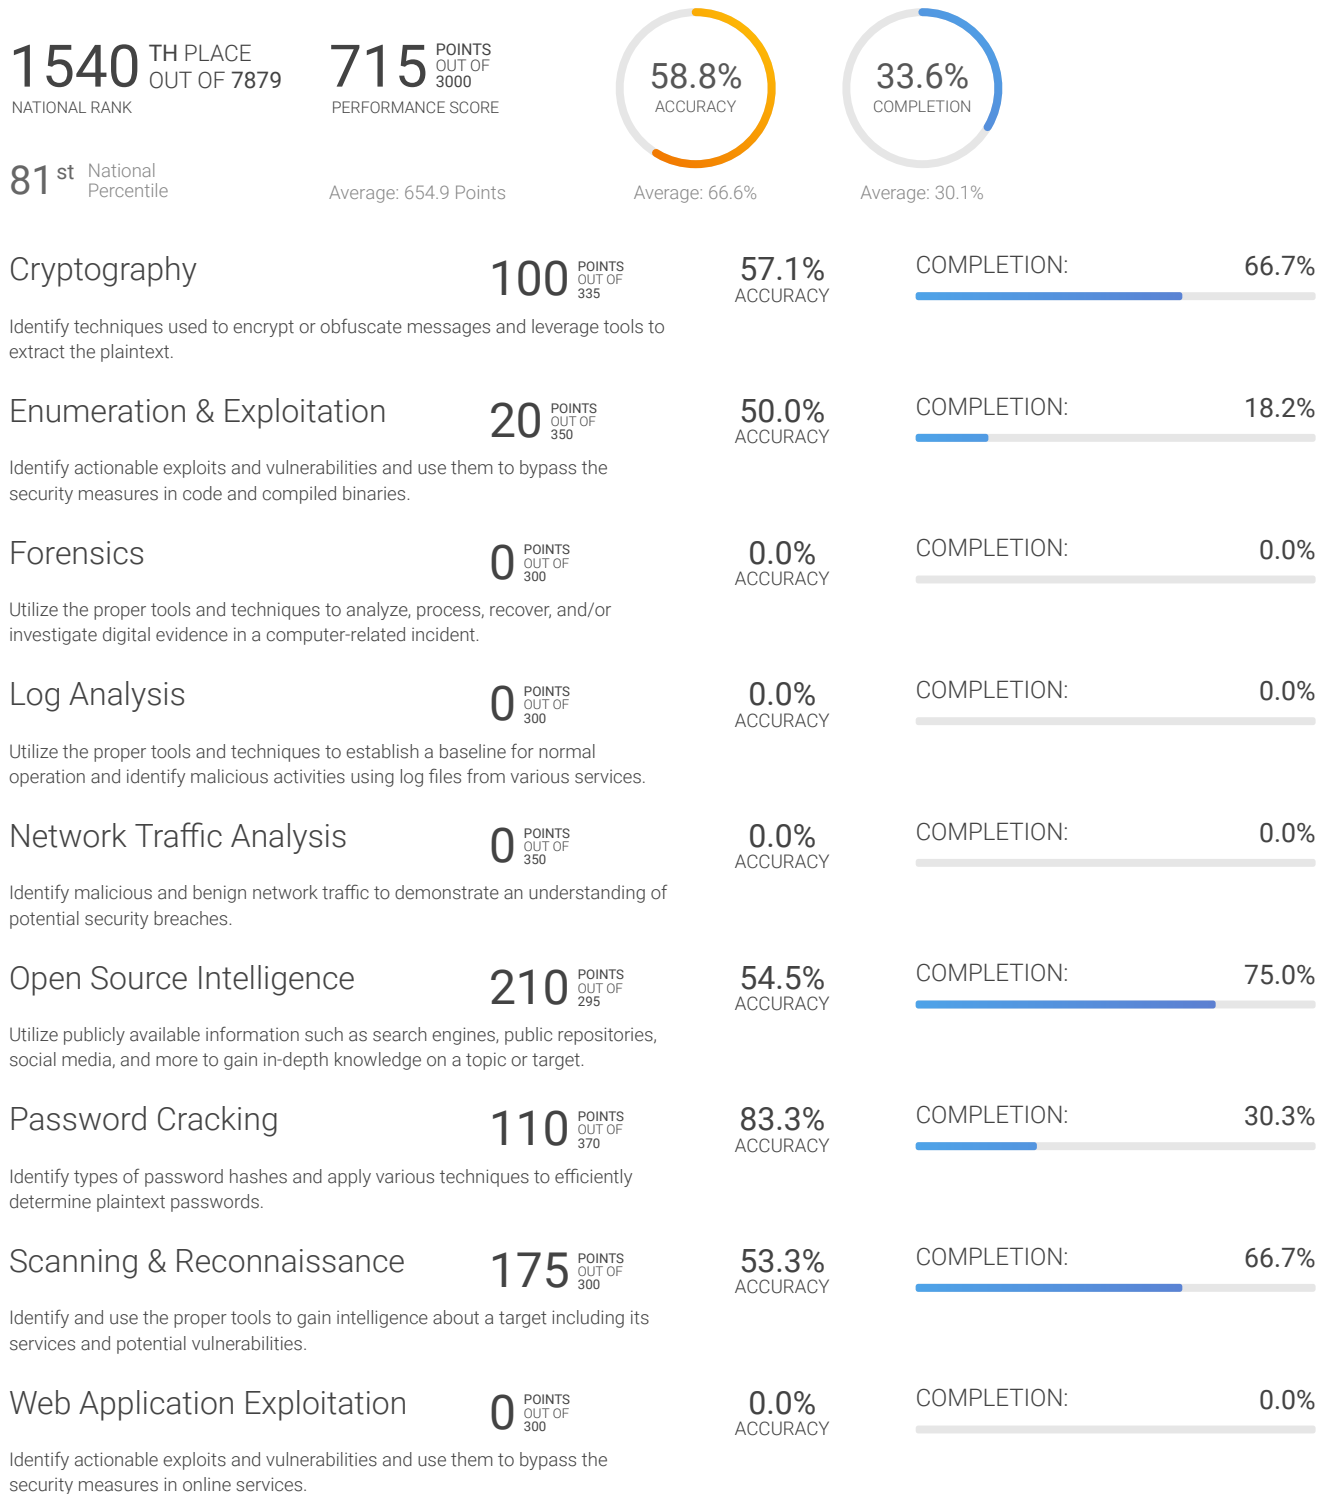 1540 TH PLACE
OUT OF 7879
NATIONAL RANK
715 POINTS
OUT OF
3000
PERFORMANCE SCORE
58.8%
ACCURACY
33.6%
COMPLETION
81st National
Percentile
Average: 654.9 Points
Average: 66.6%
Average: 30.1%
Cryptography
100 POINTS
OUT OF
335
57.1%
ACCURACY
COMPLETION: 66.7%
Identify techniques used to encrypt or obfuscate messages and leverage tools to
extract the plaintext.
Enumeration & Exploitation
20 POINTS
OUT OF
350
50.0%
ACCURACY
COMPLETION: 18.2%
Identify actionable exploits and vulnerabilities and use them to bypass the
security measures in code and compiled binaries.
Forensics
0 POINTS
OUT OF
300
0.0%
ACCURACY
COMPLETION: 0.0%
Utilize the proper tools and techniques to analyze, process, recover, and/or
investigate digital evidence in a computer-related incident.
Log Analysis
0 POINTS
OUT OF
300
0.0%
ACCURACY
COMPLETION: 0.0%
Utilize the proper tools and techniques to establish a baseline for normal
operation and identify malicious activities using log files from various services.
Network Traffic Analysis
0 POINTS
OUT OF
350
0.0%
ACCURACY
COMPLETION: 0.0%
Identify malicious and benign network traffic to demonstrate an understanding of
potential security breaches.
Open Source Intelligence
210 POINTS
OUT OF
295
54.5%
ACCURACY
COMPLETION: 75.0%
Utilize publicly available information such as search engines, public repositories,
social media, and more to gain in-depth knowledge on a topic or target.
Password Cracking
110 POINTS
OUT OF
370
83.3%
ACCURACY
COMPLETION: 30.3%
Identify types of password hashes and apply various techniques to efficiently
determine plaintext passwords.
Scanning & Reconnaissance
175 POINTS
OUT OF
300
53.3%
ACCURACY
COMPLETION: 66.7%
Identify and use the proper tools to gain intelligence about a target including its
services and potential vulnerabilities.
Web Application Exploitation
0 POINTS
OUT OF
300
0.0%
ACCURACY
COMPLETION: 0.0%
Identify actionable exploits and vulnerabilities and use them to bypass the
security measures in online services.